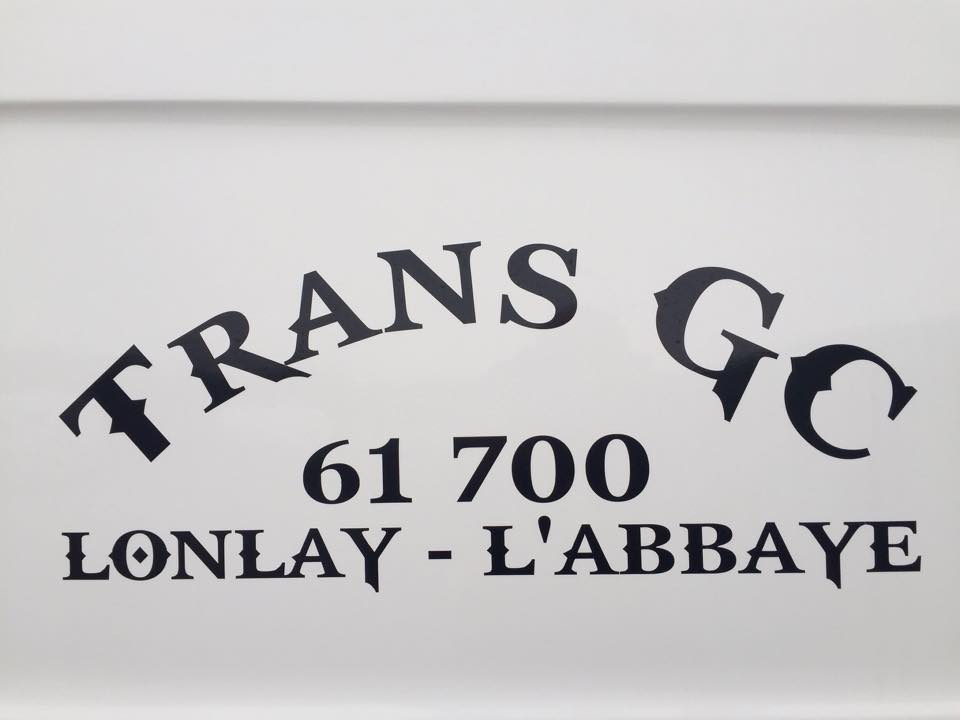 TRANS GC
61 700
LONLAY - L'ABBAYE